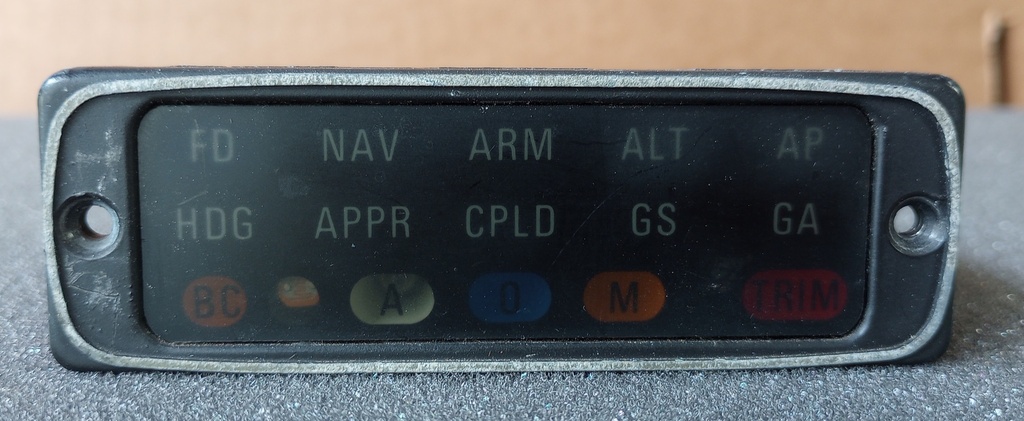 FD NAV ARM ALT AP
HDG APPR CPLD GS GA
BC A O M TRIM